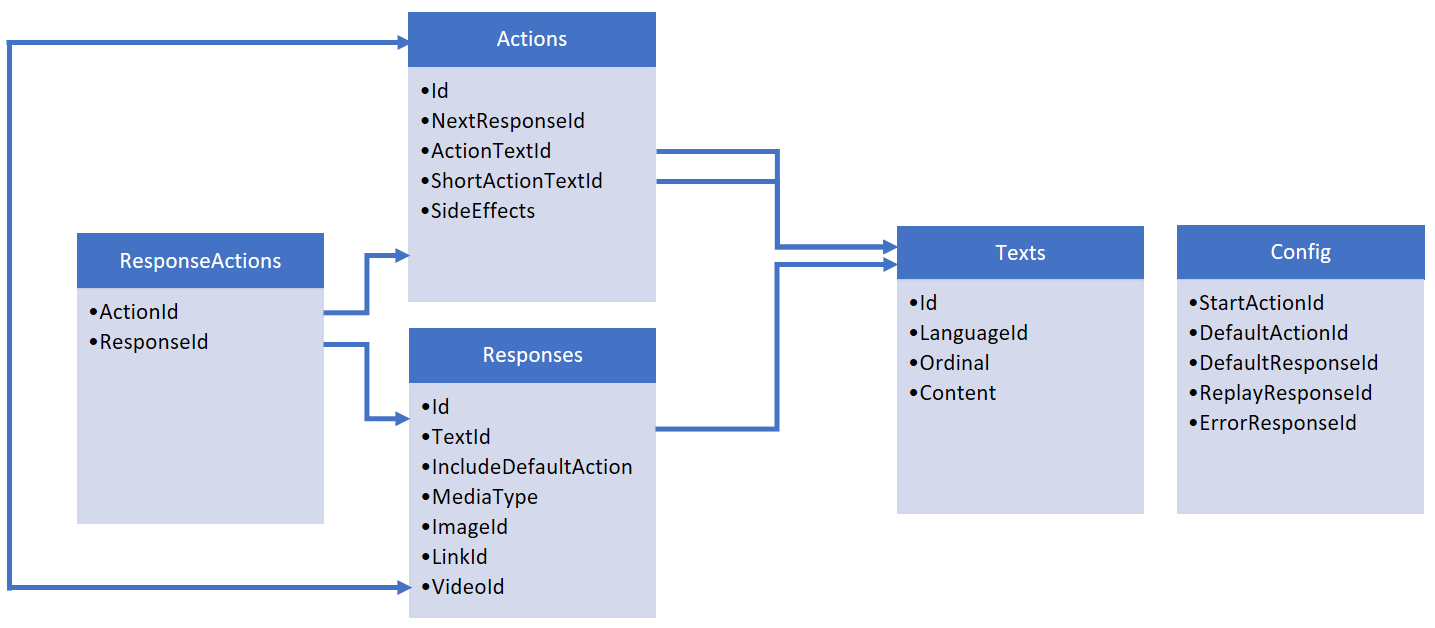 Actions
•Id
•NextResponseId
•ActionTextId
•ShortActionTextId
•SideEffects
ResponseActions
•ActionId
•ResponseId
Responses
•Id
•TextId
•IncludeDefaultAction
•MediaType
•ImageId
•LinkId
•VideoId
Texts
•Id
•LanguageId
•Ordinal
•Content
Config
•StartActionId
•DefaultActionId
•DefaultResponseId
•ReplayResponseId
•ErrorResponseId